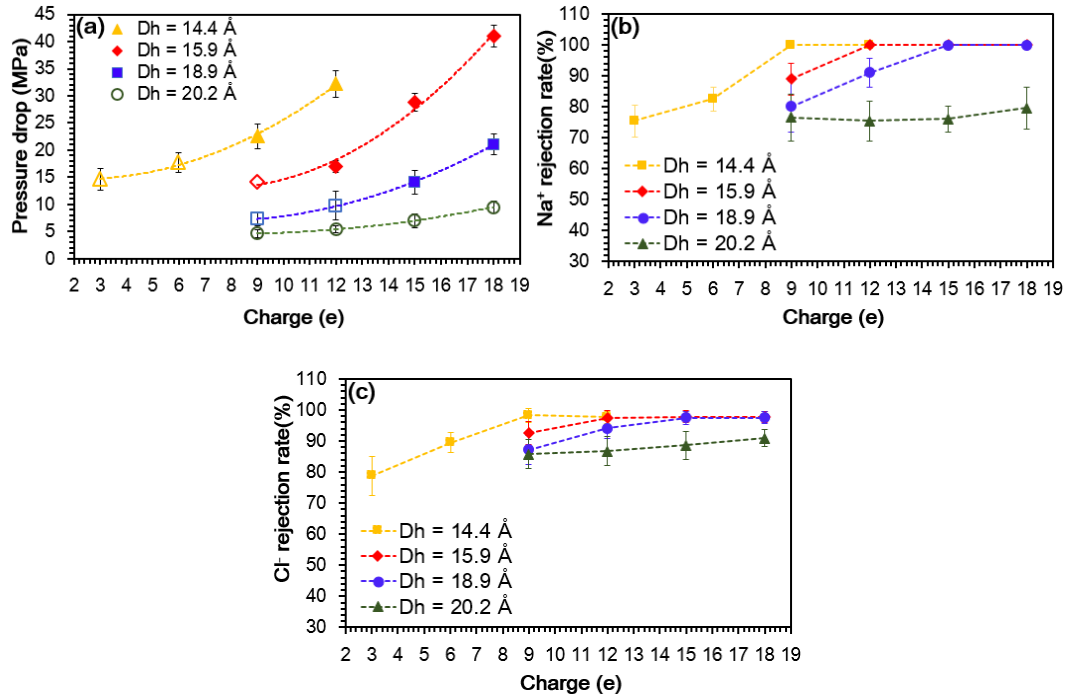 (a)
Dh = 14.4 Å
Dh = 15.9 Å
Dh = 18.9 Å
Dh = 20.2 Å
Pressure drop (MPa)
45
40
35
30
25
20
15
10
5
0
2 3 4 5 6 7 8 9 10 11 12 13 14 15 16 17 18 19
Charge (e)
(b)
Na⁺ rejection rate(%)
110
100
90
80
70
60
50
40
30
Dh = 14.4 Å
Dh = 15.9 Å
Dh = 18.9 Å
Dh = 20.2 Å
2 3 4 5 6 7 8 9 10 11 12 13 14 15 16 17 18 19
Charge (e)
(c)
Cl⁻ rejection rate(%)
110
100
90
80
70
60
50
40
30
Dh = 14.4 Å
Dh = 15.9 Å
Dh = 18.9 Å
Dh = 20.2 Å
2 3 4 5 6 7 8 9 10 11 12 13 14 15 16 17 18 19
Charge (e)